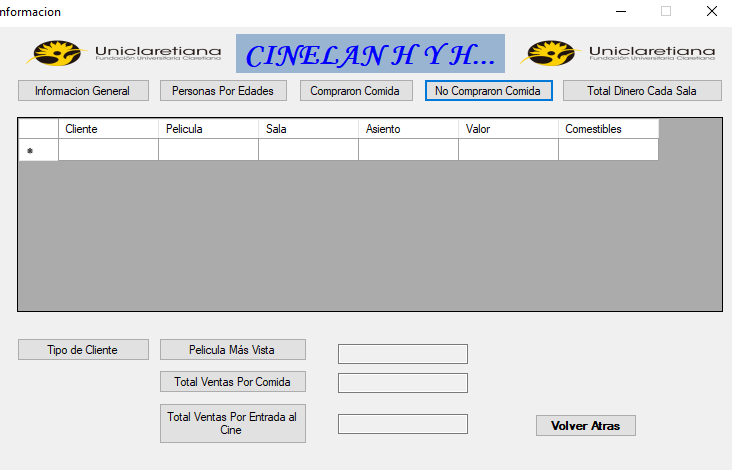 nformacion
Uniclaretiana
Fundación Universitaria Claretiana
CINELAN H Y H...
Uniclaretiana
Fundación Universitaria Claretiana
Informacion General
Personas Por Edades
Compraron Comida
No Compraron Comida
Total Dinero Cada Sala
Cliente
Pelicula
Sala
Asiento
Valor
Comestibles
Tipo de Cliente
Pelicula Más Vista
Total Ventas Por Comida
Total Ventas Por Entrada al
Cine
Volver Atras